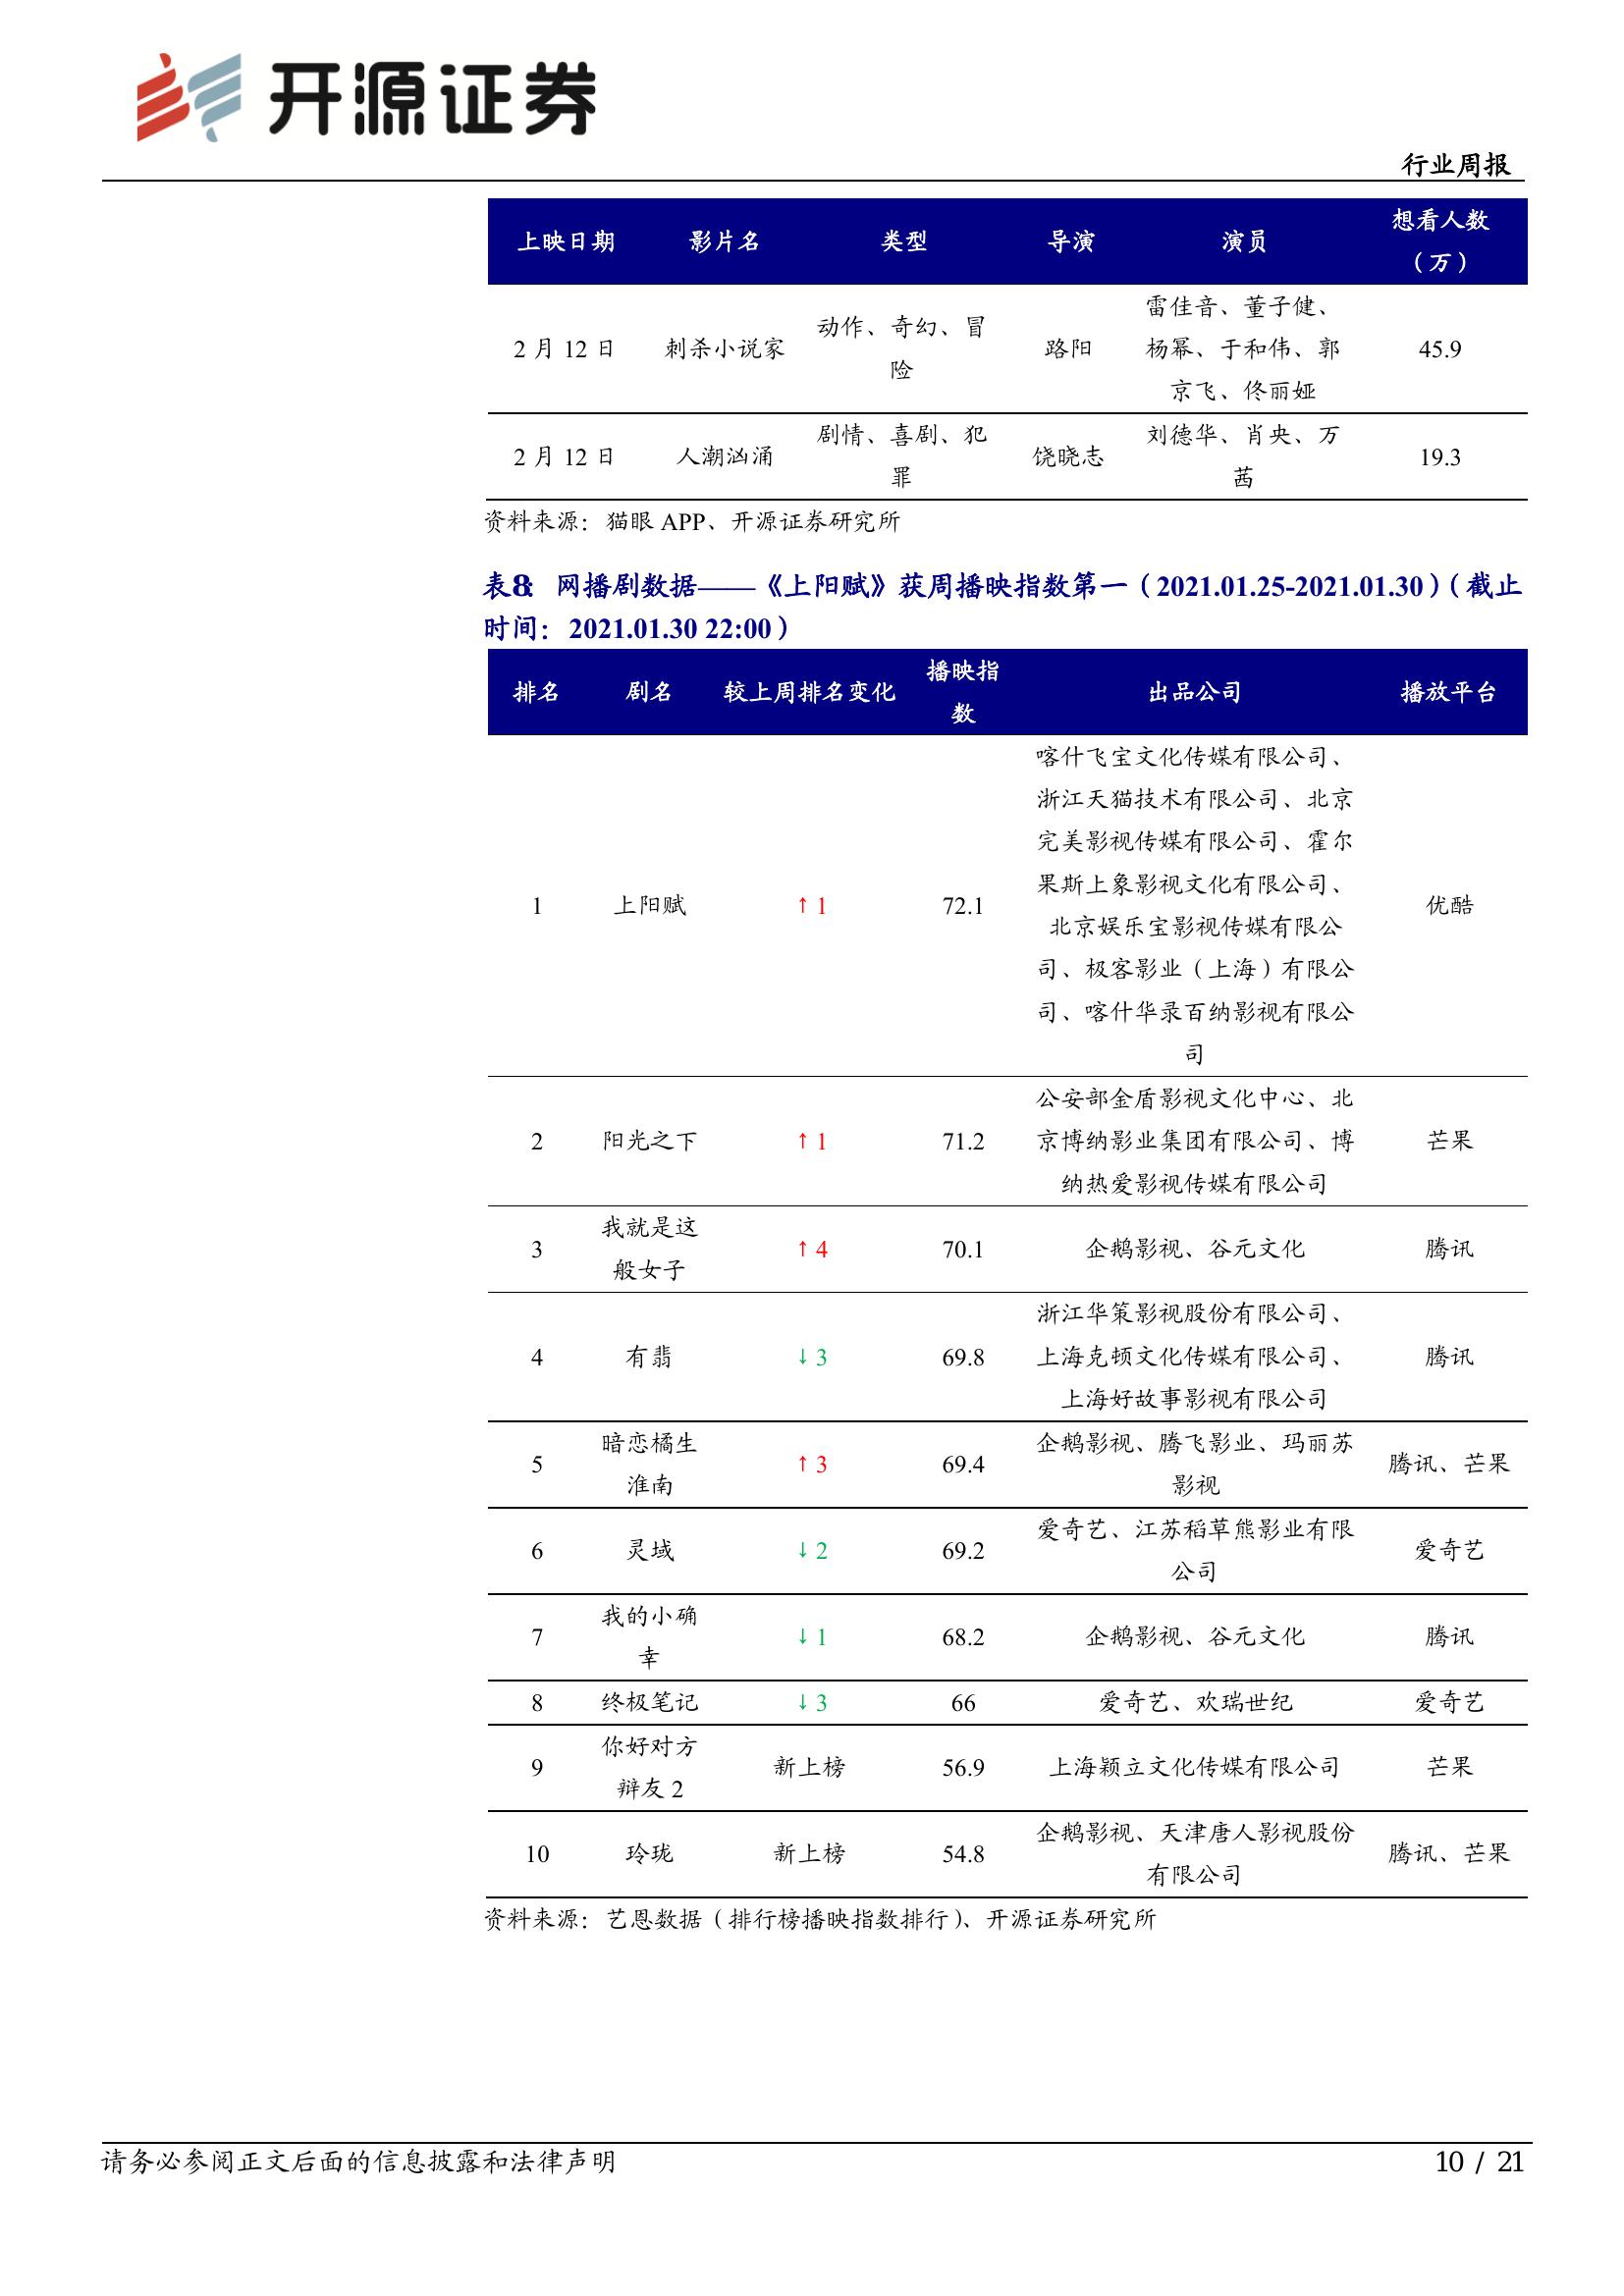 开源证券
行业周报
上映日期 影片名 类型 导演 演员 想看人数
（万）
2 月 12 日 刺杀小说家 动作、奇幻、冒
险 路阳 雷佳音、董子健、
杨幂、于和伟、郭
京飞、佟丽娅 45.9
2 月 12 日 人潮汹涌 剧情、喜剧、犯
罪 饶晓志 刘德华、肖央、万
茜 19.3
资料来源：猫眼 APP、开源证券研究所
表8： 网播剧数据——《上阳赋》获周播映指数第一（2021.01.25-2021.01.30）（截止
时间：2021.01.30 22:00）
排名 剧名 较上周排名变化 播映指
数 出品公司 播放平台
1 上阳赋 ↑1 72.1 喀什飞宝文化传媒有限公司、
浙江天猫技术有限公司、北京
完美影视传媒有限公司、霍尔
果斯上象影视文化有限公司、
北京娱乐宝影视传媒有限公
司、极客影业（上海）有限公
司、喀什华录百纳影视有限公
司 优酷
2 阳光之下 ↑1 71.2 公安部金盾影视文化中心、北
京博纳影业集团有限公司、博
纳热爱影视传媒有限公司 芒果
3 我就是这
般女子 ↑4 70.1 企鹅影视、谷元文化 腾讯
4 有翡 ↓3 69.8 浙江华策影视股份有限公司、
上海克顿文化传媒有限公司、
上海好故事影视有限公司 腾讯
5 暗恋橘生
淮南 ↑3 69.4 企鹅影视、腾飞影业、玛丽苏
影视 腾讯、芒果
6 灵域 ↓2 69.2 爱奇艺、江苏稻草熊影业有限
公司 爱奇艺
7 我的小确
幸 ↓1 68.2 企鹅影视、谷元文化 腾讯
8 终极笔记 ↓3 66 爱奇艺、欢瑞世纪 爱奇艺
9 你好对方
辩友 2 新上榜 56.9 上海颖立文化传媒有限公司 芒果
10 玲珑 新上榜 54.8 企鹅影视、天津唐人影视股份
有限公司 腾讯、芒果
资料来源：艺恩数据（排行榜播映指数排行）、开源证券研究所
请务必参阅正文后面的信息披露和法律声明
10 / 21